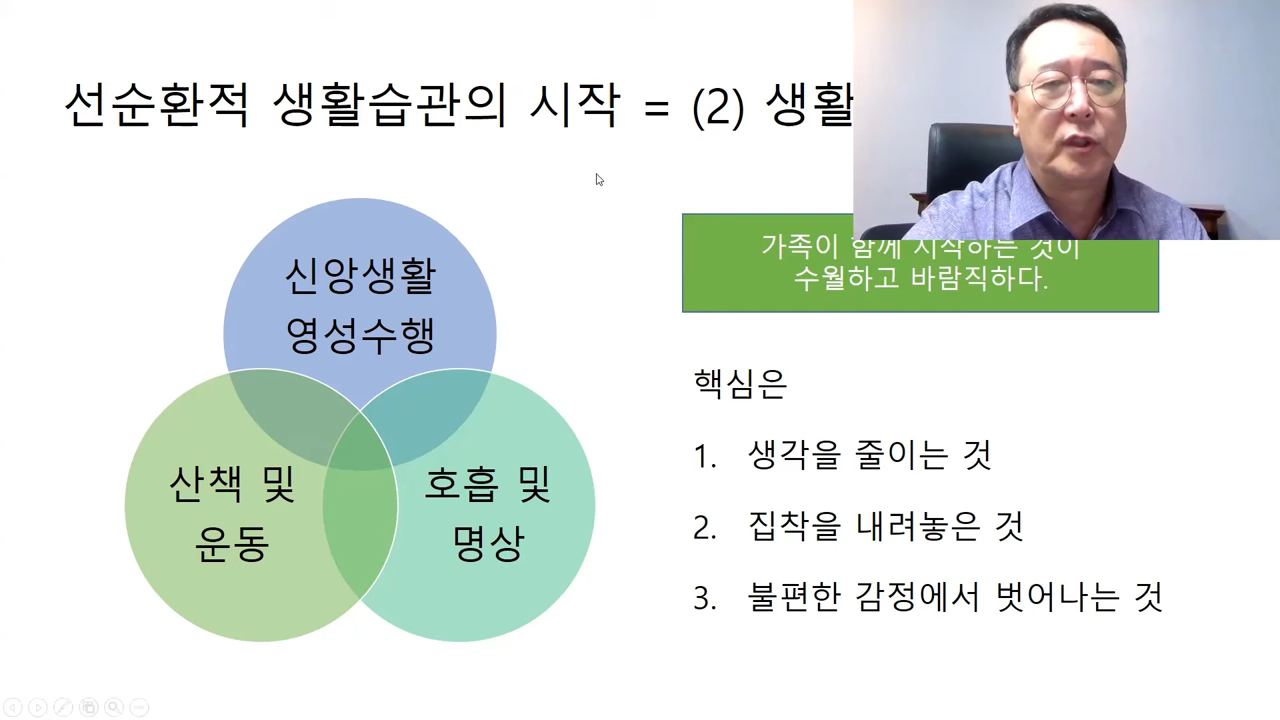 선순환적 생활습관의 시작 = (2) 생활
신앙생활
영성수행
산책 및
운동
호흡 및
명상
가족이 함께 시작하는 것이
수월하고 바람직하다.
핵심은
1. 생각을 줄이는 것
2. 집착을 내려놓은 것
3. 불편한 감정에서 벗어나는 것